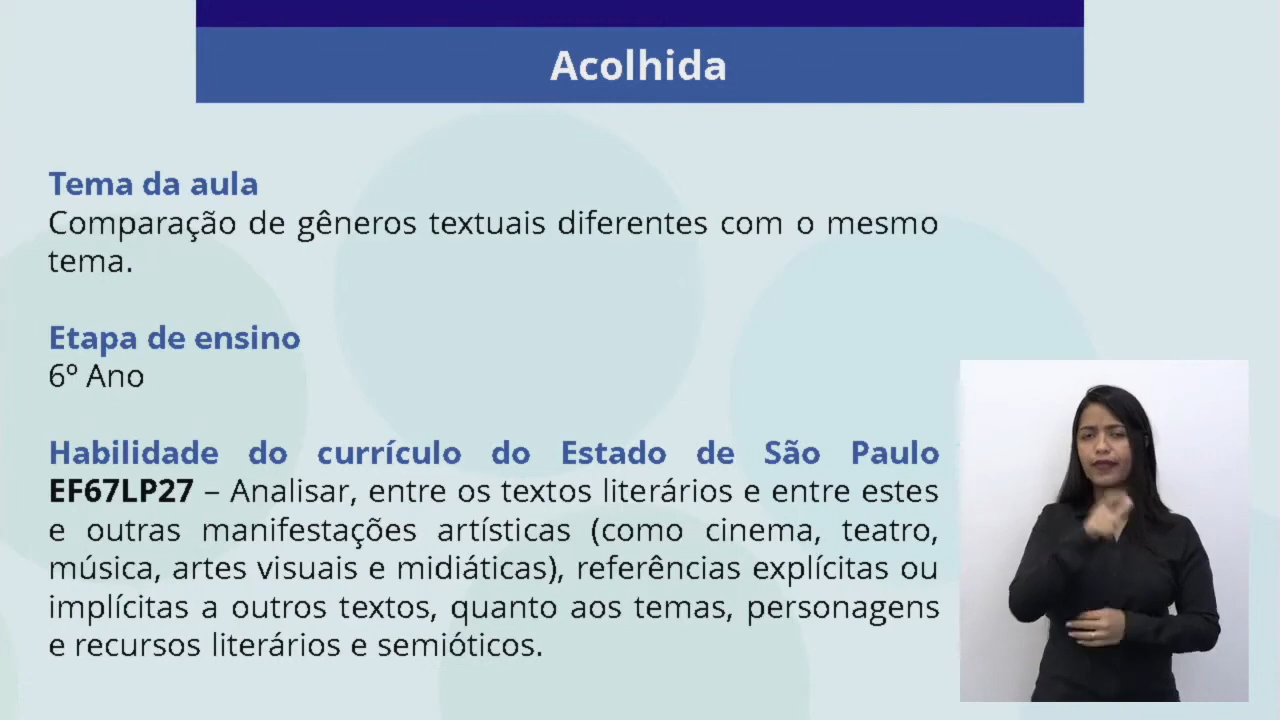 Acolhida
Tema da aula
Comparação de gêneros textuais diferentes com o mesmo
tema.
Etapa de ensino
6º Ano
Habilidade do currículo do Estado de São Paulo
EF67LP27 – Analisar, entre os textos literários e entre estes
e outras manifestações artísticas (como cinema, teatro,
música, artes visuais e midiáticas), referências explícitas ou
implícitas a outros textos, quanto aos temas, personagens
e recursos literários e semióticos.